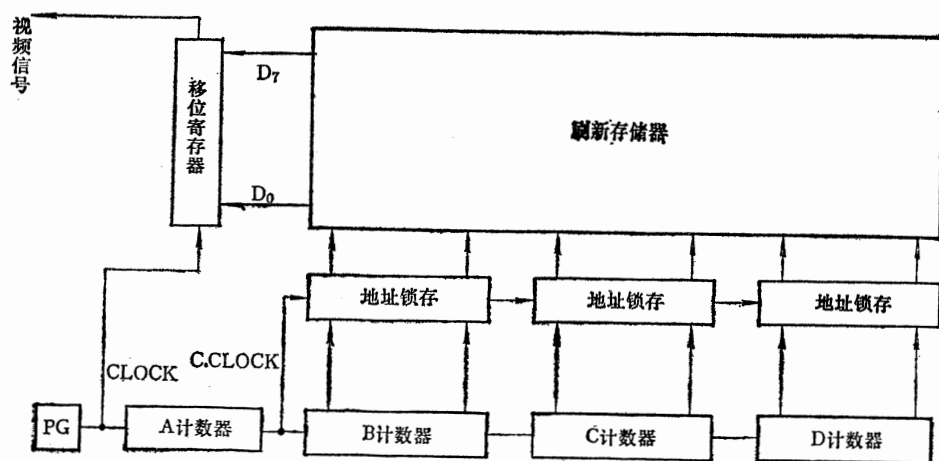 视频信号
移位寄存器
D₇
D₀
刷新存储器
地址锁存
地址锁存
地址锁存
CLOCK
C.CLOCK
PG
A计数器
B计数器
C计数器
D计数器